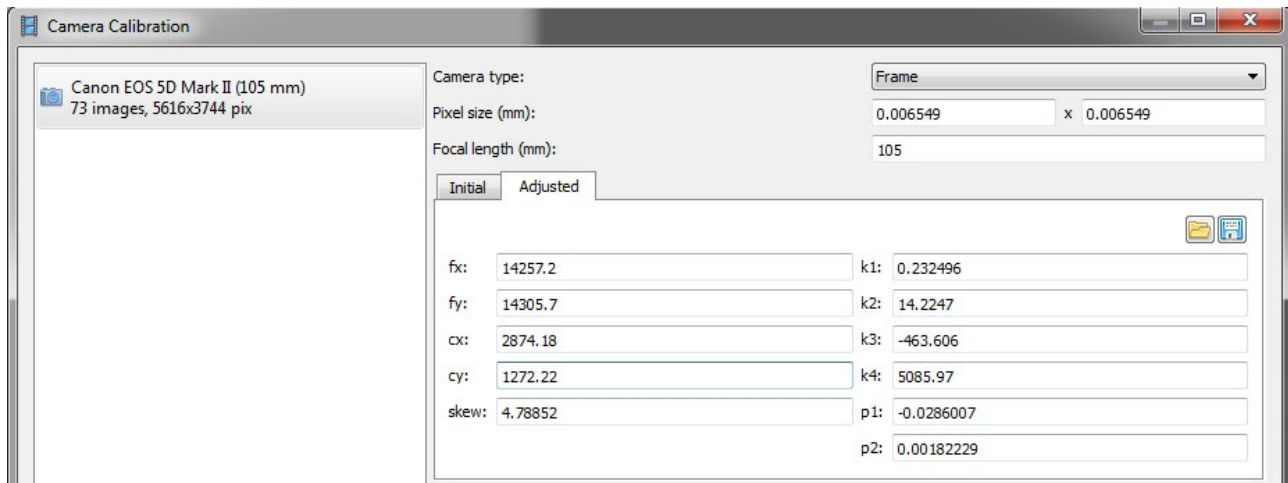 Camera Calibration
Canon EOS 5D Mark II (105 mm)
73 images, 5616x3744 pix
Camera type: Frame
Pixel size (mm): 0.006549 x 0.006549
Focal length (mm): 105
Initial Adjusted
fx: 14257.2 k1: 0.232496
fy: 14305.7 k2: 14.2247
cx: 2874.18 k3: -463.606
cy: 1272.22 k4: 5085.97
skew: 4.78852 p1: -0.0286007
p2: 0.00182229